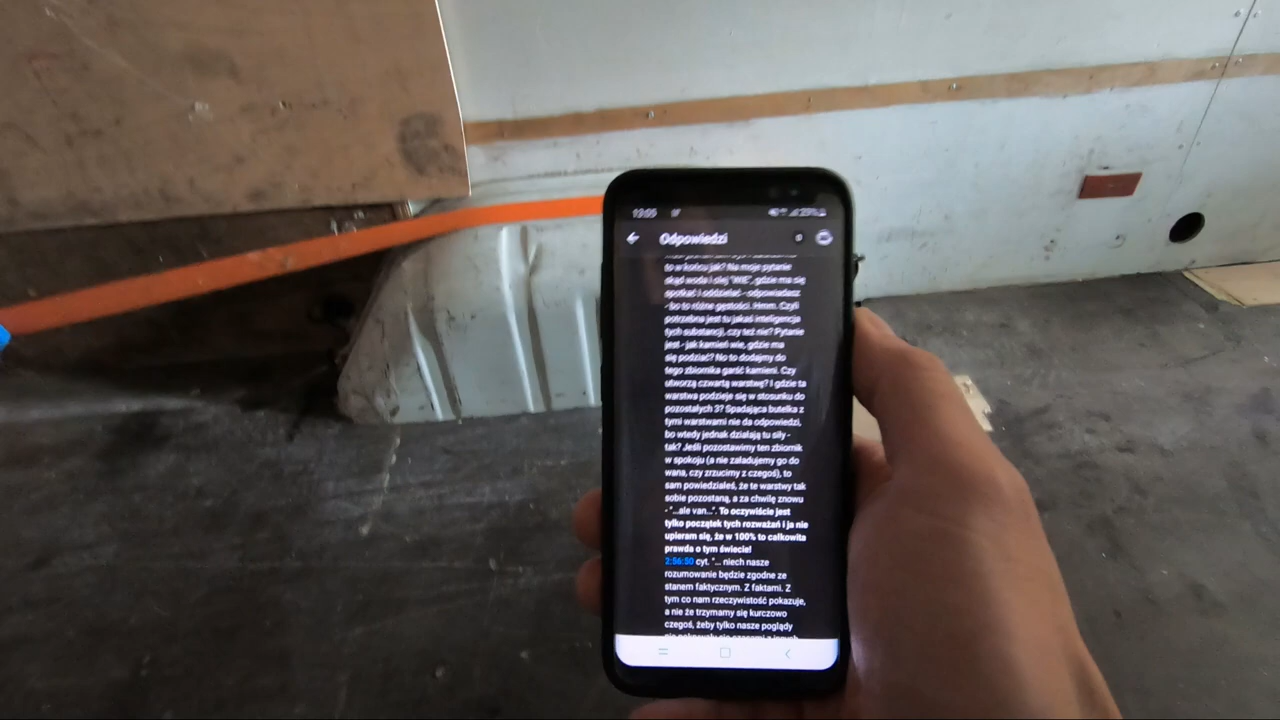 13:05
Odpowiedzi
to w końcu jak? Na moje pytanie
skąd woda i olej "WIE", gdzie ma się
spotkać i oddzielać - odpowiadasz
- bo to różne gęstości. Hmm. Czyli
potrzebna jest tu jakaś inteligencja
tych substancji, czy też nie? Pytanie
jest - jak kamień wie, gdzie ma
się podziać? No to dodajmy do
tego zbiornika garść kamieni. Czy
utworzą czwartą warstwę? I gdzie ta
warstwa podzieje się w stosunku do
pozostałych 3? Spadająca butelka z
tymi warstwami nie da odpowiedzi,
bo wtedy jednak działają tu siły -
tak? Jeśli pozostawimy ten zbiornik
w spokoju (a nie załadujemy go do
wana, czy zrzucimy z czegoś), to
sam powiedziałeś, że te warstwy tak
sobie pozostaną, a za chwilę znowu
- "...ale van...". To oczywiście jest
tylko początek tych rozważań i ja nie
upieram się, że w 100% to całkowita
prawda o tym świecie!
2:56:50 cyt. "... niech nasze
rozumowanie będzie zgodne ze
stanem faktycznym. Z faktami. Z
tym co nam rzeczywistość pokazuje,
a nie że trzymamy się kurczowo
czegoś, żeby tylko nasze poglądy